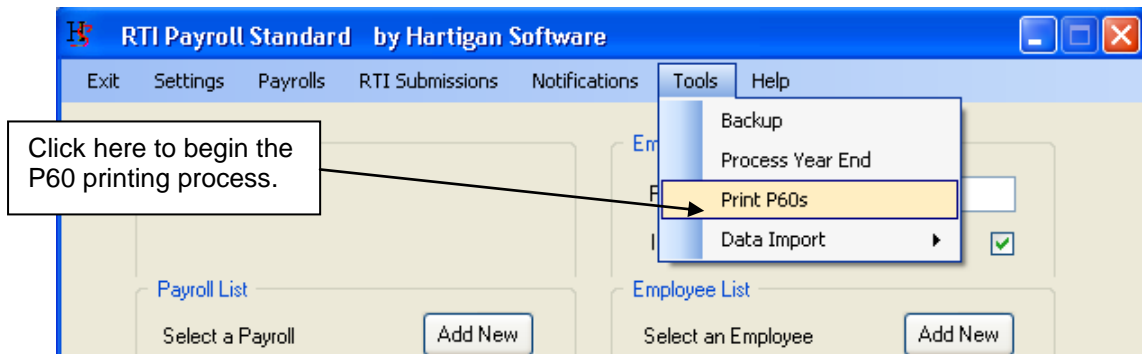 RTI Payroll Standard by Hartigan Software
Exit Settings Payrolls RTI Submissions Notifications Tools Help
Click here to begin the
P60 printing process.
Backup
Process Year End
Print P60s
Data Import
Payroll List
Select a Payroll Add New
Employee List
Select an Employee Add New